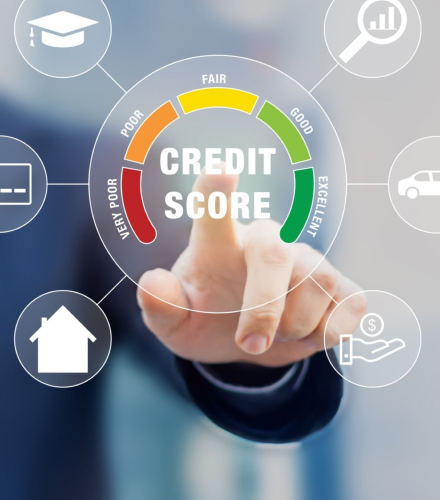 FAIR
POOR
GOOD
VERY POOR
EXCELLENT
CREDIT
SCORE
$